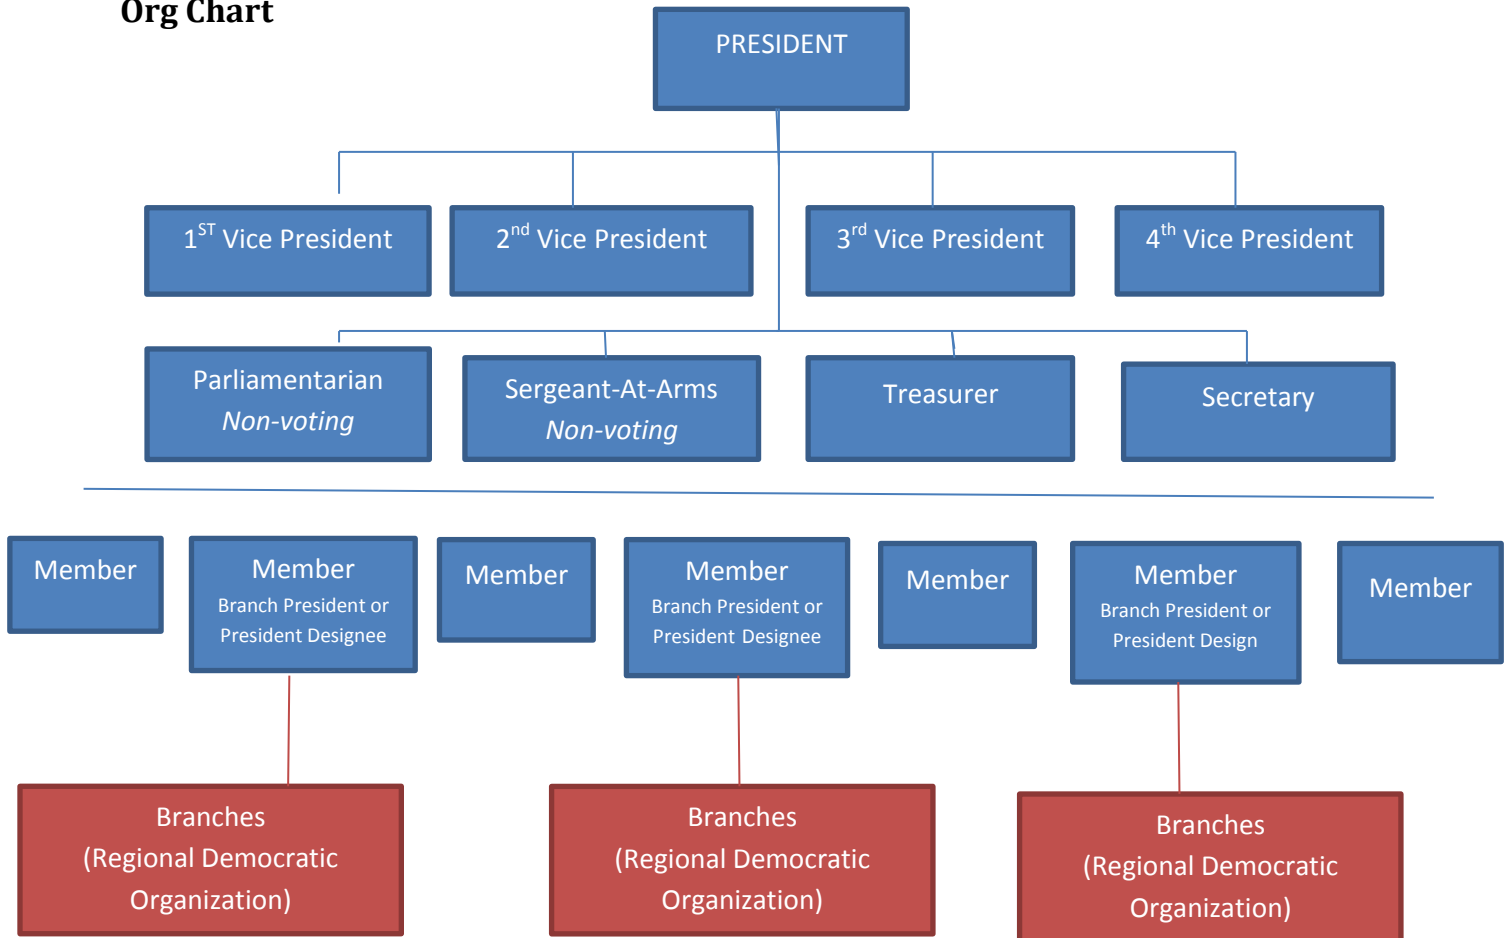 Org Chart
PRESIDENT
1ST Vice President
2nd Vice President
3rd Vice President
4th Vice President
Parliamentarian
Non-voting
Sergeant-At-Arms
Non-voting
Treasurer
Secretary
Member
Member
Branch President or
President Designee
Member
Member
Branch President or
President Designee
Member
Member
Branch President or
President Design
Member
Branches
(Regional Democratic
Organization)
Branches
(Regional Democratic
Organization)
Branches
(Regional Democratic
Organization)